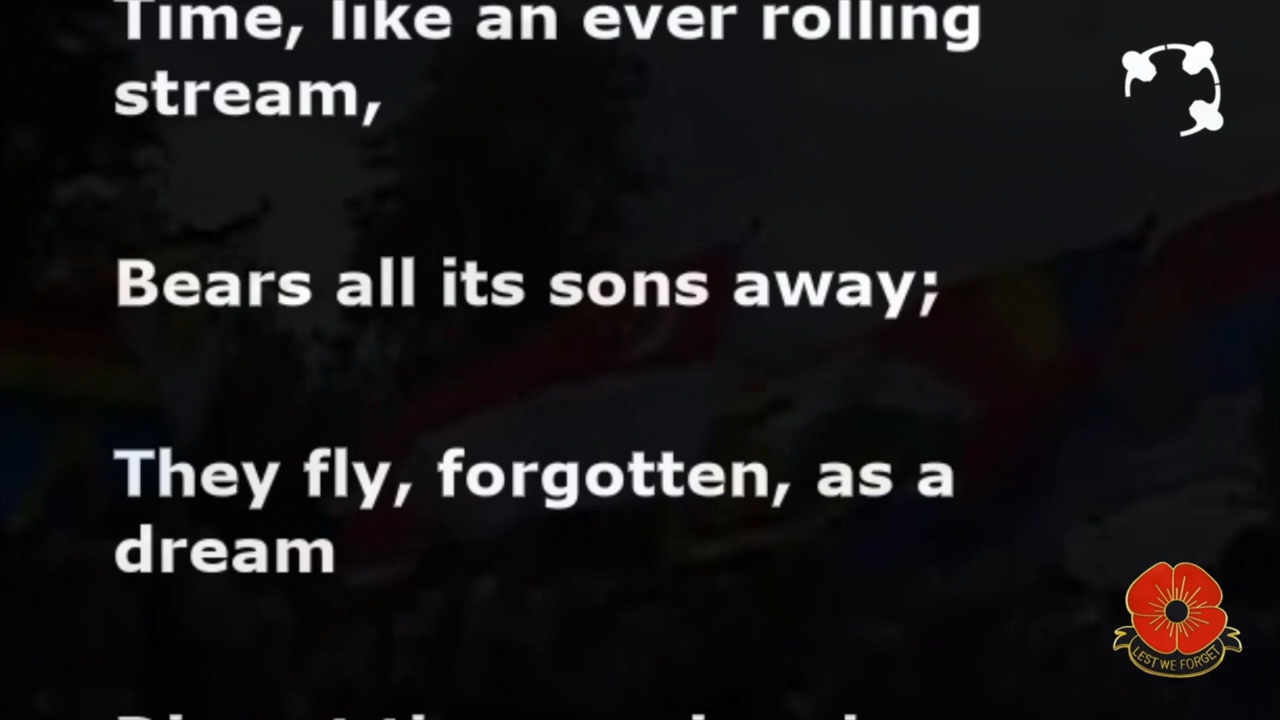 Time, like an ever rolling
stream,
Bears all its sons away;
They fly, forgotten, as a
dream
LEST WE FORGET